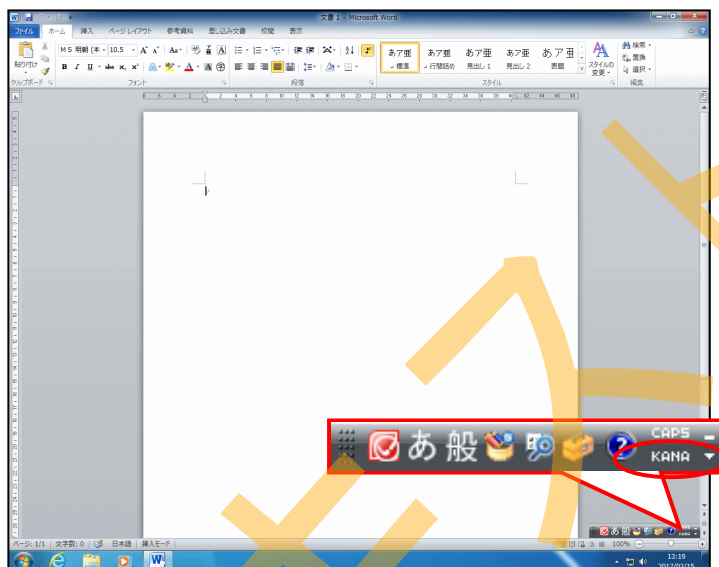 文書 1 - Microsoft Word
ファイル ホーム 挿入 ページ レイアウト 参考資料 差し込み文書 校閲 表示
貼り付け
MS 明朝 (本 10.5
検索
置換
選択
あア亜 あア亜 あア亜 あア亜 あア亜
標準 行間詰め 見出し 1 見出し 2 表題
スタイルの
変更
クリップボード フォント 段落 スタイル 編集
あ 般 CAPS
KANA
あ 般
ページ: 1/1 文字数: 0 日本語 挿入モード 100%
13:19
2017/03/15